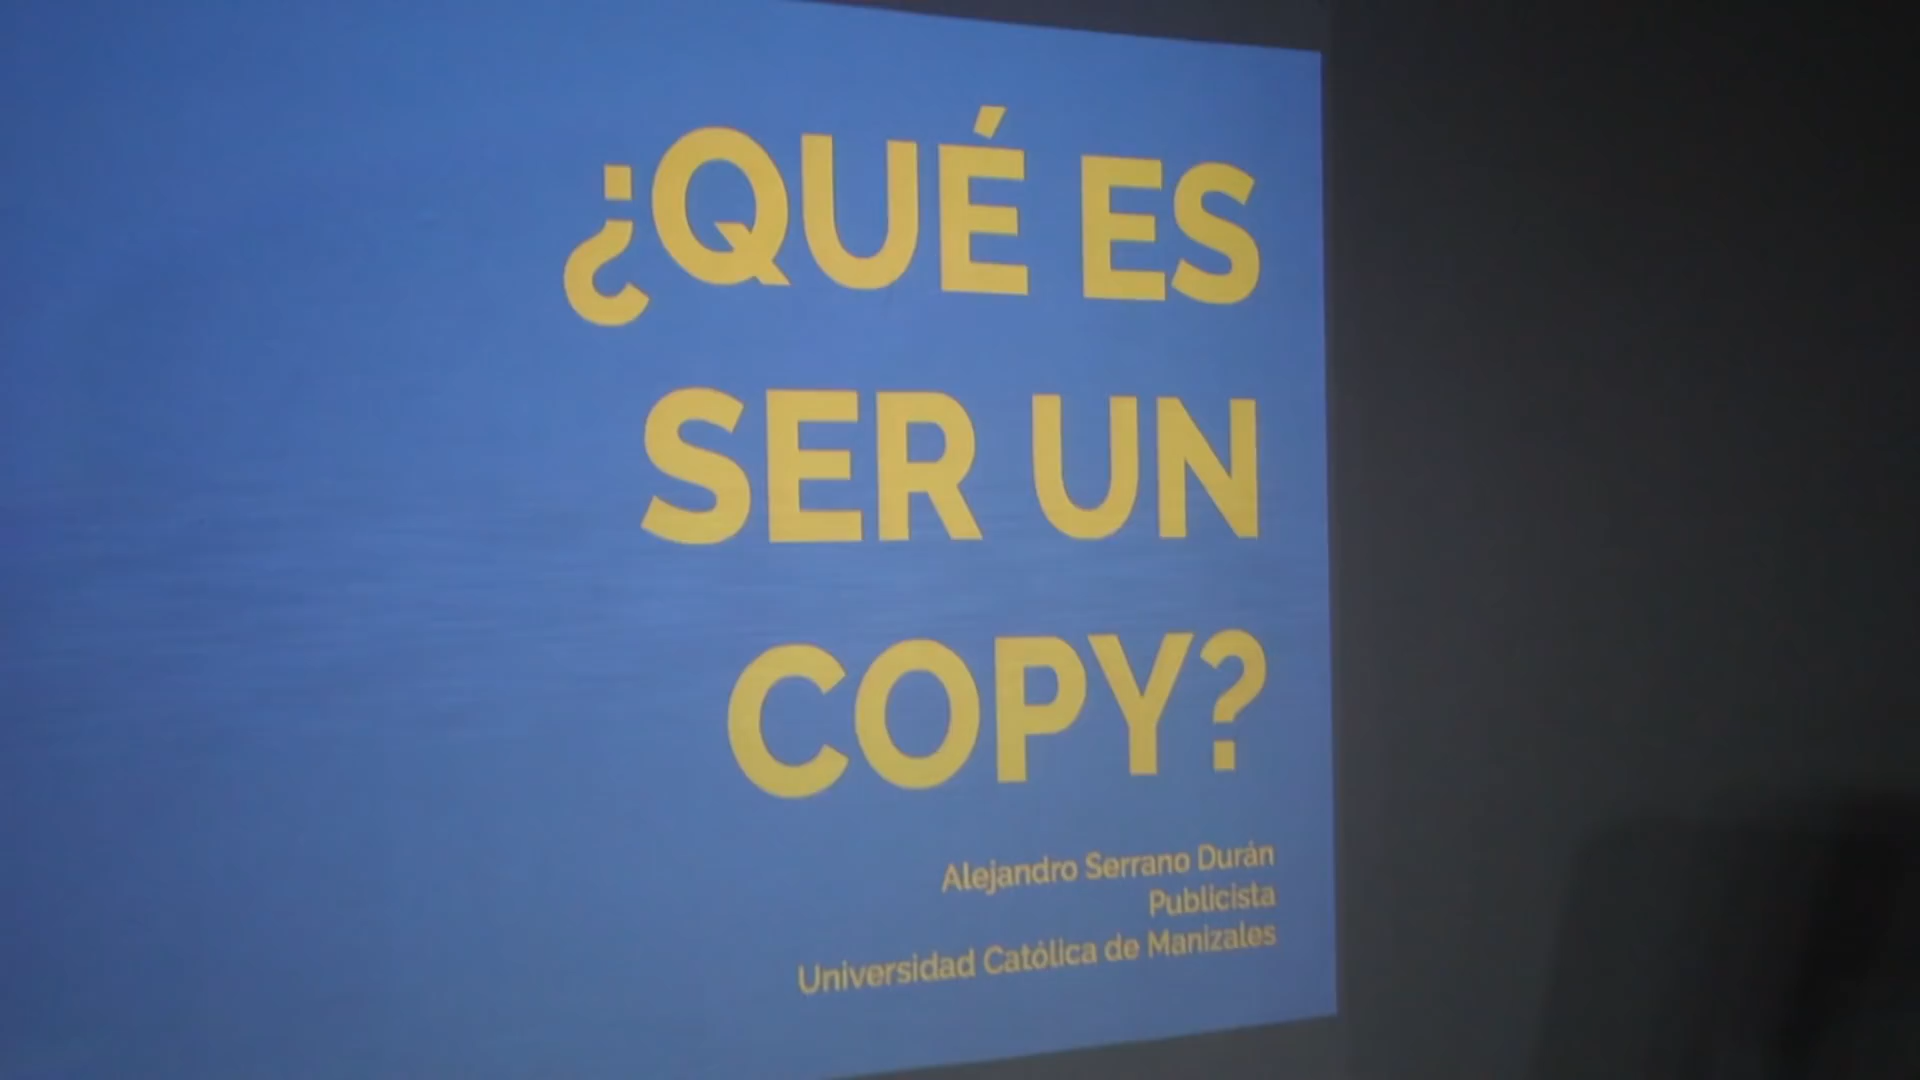 ¿QUÉ ES
SER UN
COPY?
Alejandro Serrano Durán
Publicista
Universidad Católica de Manizales